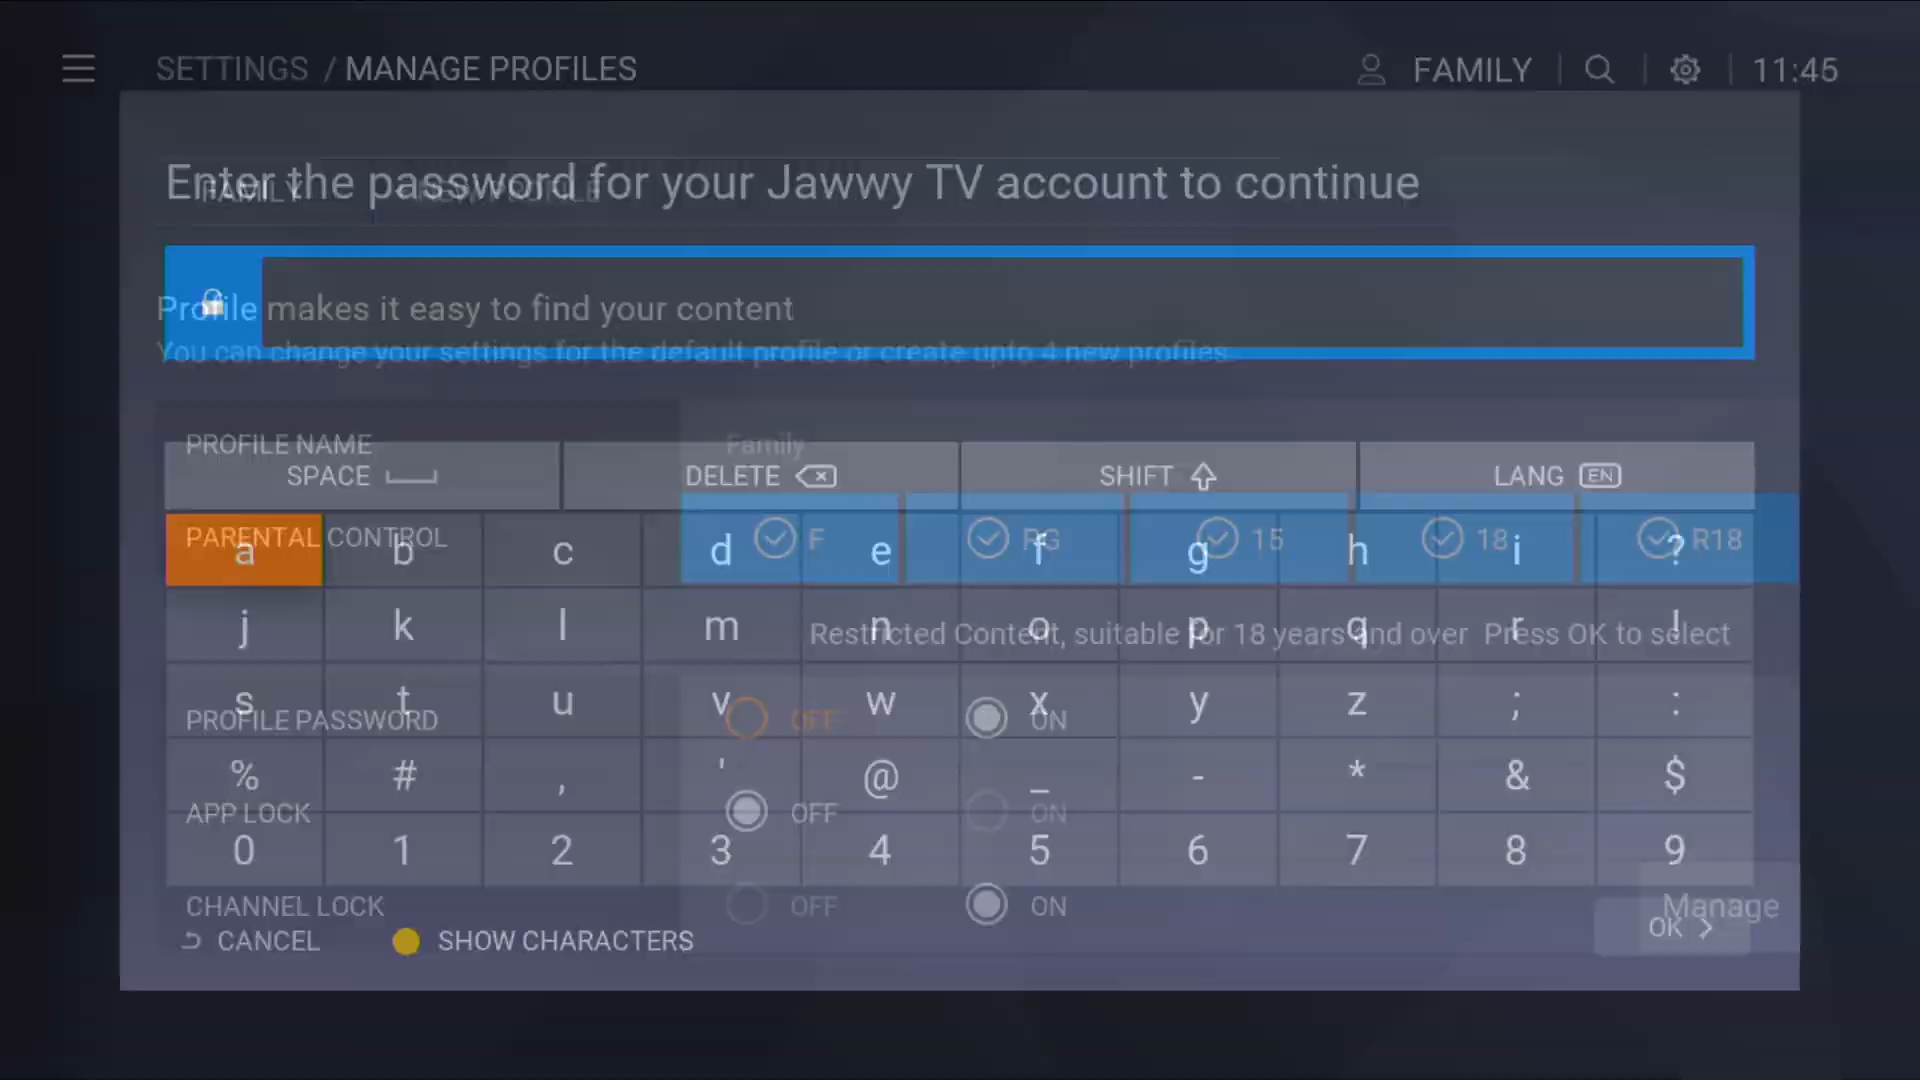 SETTINGS / MANAGE PROFILES
FAMILY 11:45
Enter the password for your Jawwy TV account to continue
FAMILY + NEW PROFILE
Profile makes it easy to find your content
You can change your settings for the default profile or create upto 4 new profiles.
PROFILE NAME Family
SPACE DELETE SHIFT LANG EN
PARENTAL CONTROL F PG 15 18 R18
a b c d e f g h i ?
j k l m n o p q r !
Restricted Content, suitable for 18 years and over Press OK to select
s t u v w x y z ; :
PROFILE PASSWORD OFF ON
% # , ' @ _ - * & $
APP LOCK OFF ON
0 1 2 3 4 5 6 7 8 9
CHANNEL LOCK OFF ON Manage
CANCEL SHOW CHARACTERS OK >